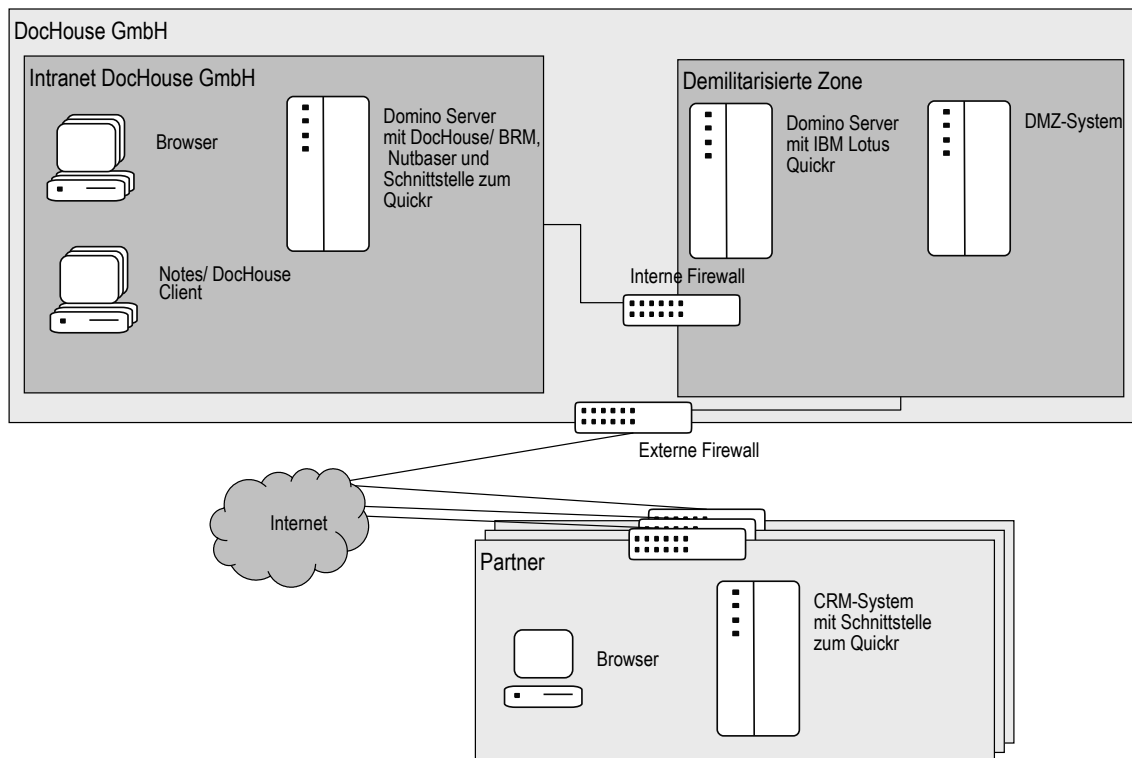 DocHouse GmbH
Intranet DocHouse GmbH
Browser
Domino Server
mit DocHouse/ BRM,
Nutbaser und
Schnittstelle zum
Quickr
Notes/ DocHouse
Client
Demilitarisierte Zone
Domino Server
mit IBM Lotus
Quickr
DMZ-System
Interne Firewall
Externe Firewall
Internet
Partner
Browser
CRM-System
mit Schnittstelle
zum Quickr